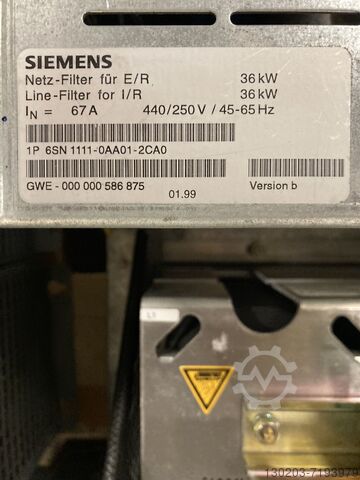 SIEMENS
Netz-Filter für E/R 36 kW
Line-Filter for I/R 36 kW
IN = 67 A 440/250 V / 45-65 Hz
1P 6SN 1111-0AA01-2CA0
GWE - 000 000 586 875
01.99
Version b
L1
130203-7193979